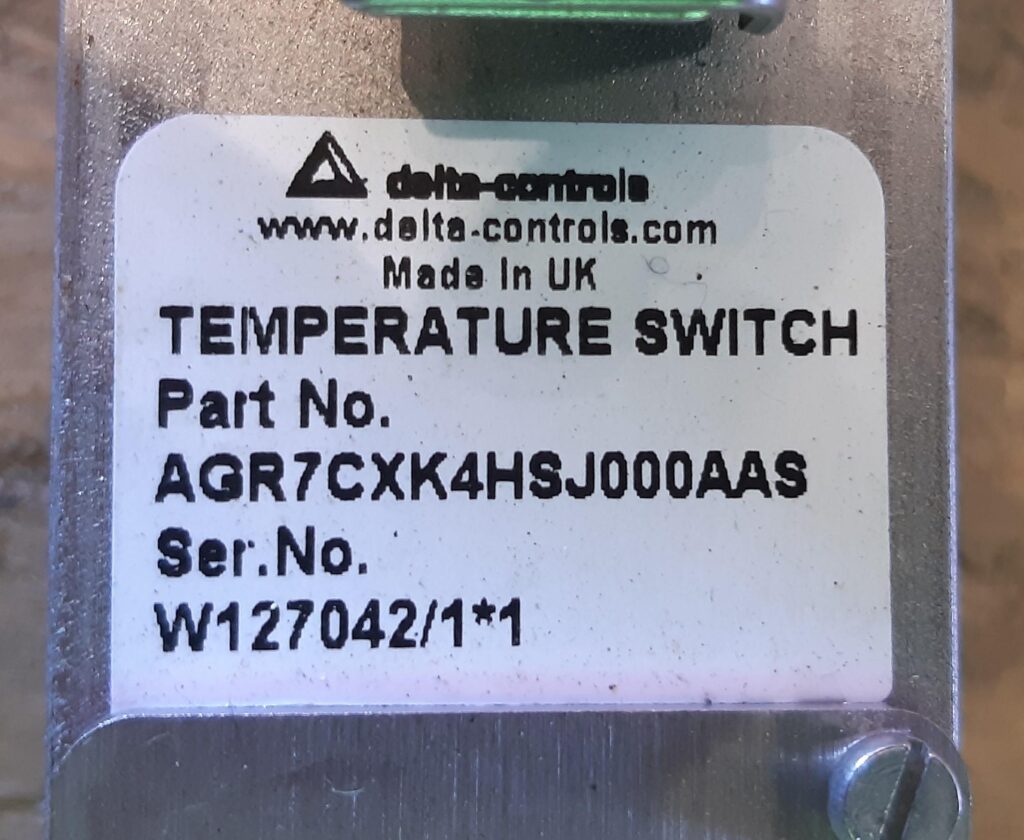 delta-controls
www.delta-controls.com
Made In UK
TEMPERATURE SWITCH
Part No.
AGR7CXK4HSJ000AAS
Ser.No.
W127042/1*1